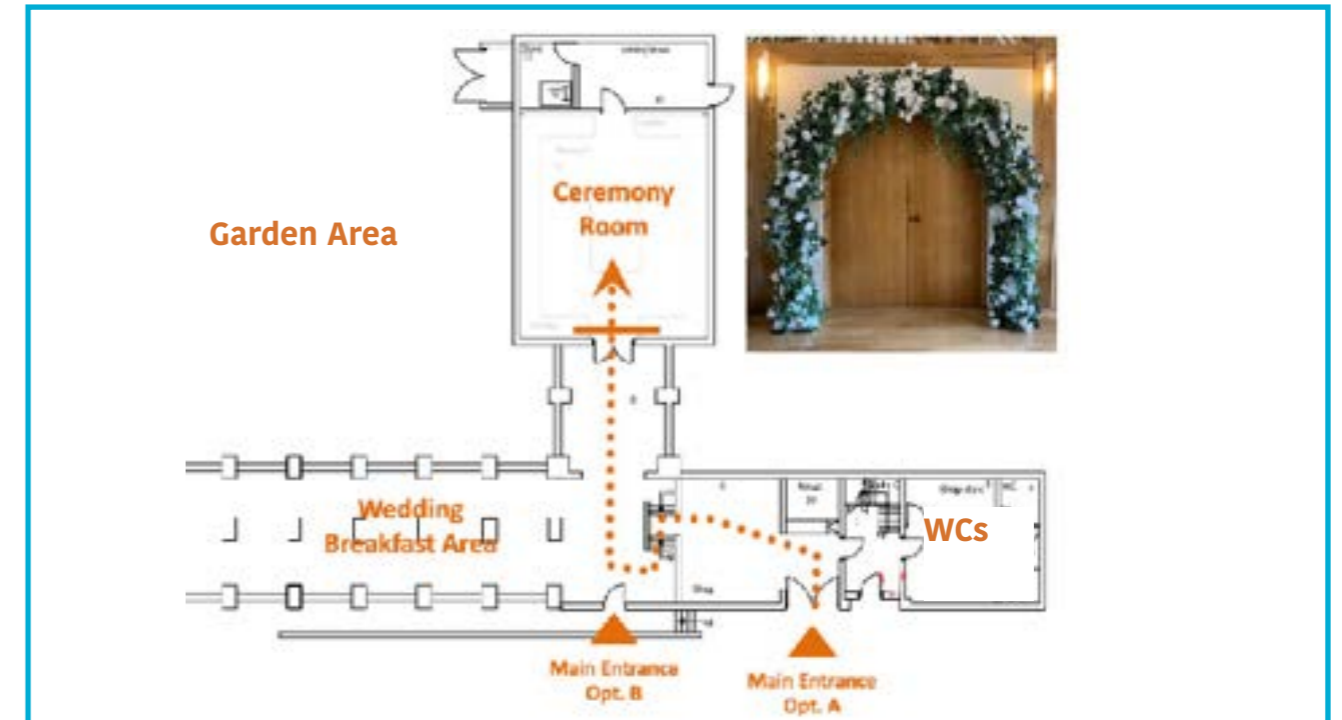 Ceremony
Room
Garden Area
Wedding
Breakfast Area
WCs
Main Entrance
Opt. B
Main Entrance
Opt. A